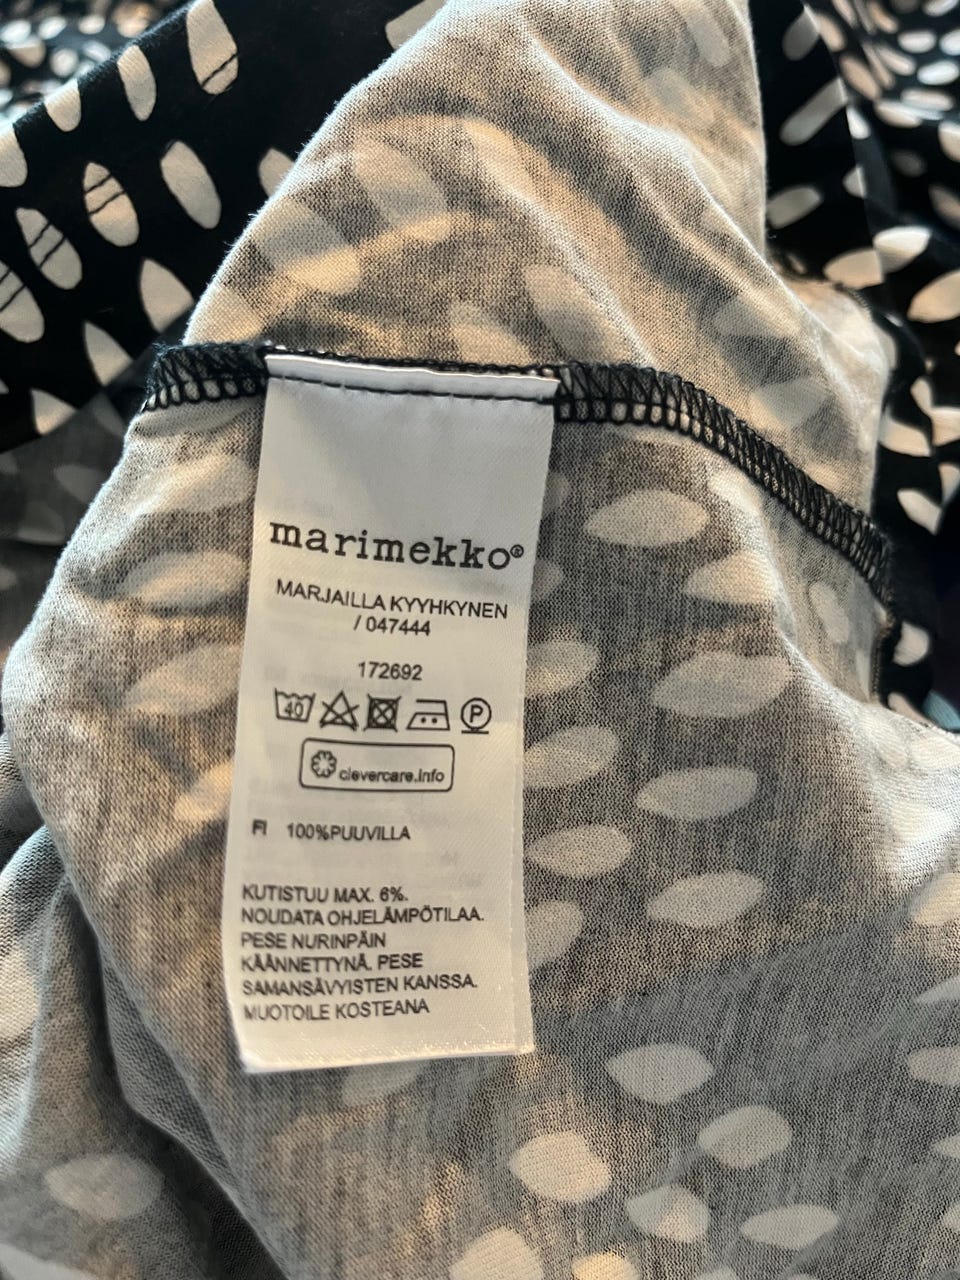 marimekko®
MARJAILLA KYYHKYNEN
/ 047444
172692
40 P
clevercare.info
FI 100%PUUVILLA
KUTISTUU MAX. 6%.
NOUDATA OHJELÄMPÖTILAA.
PESE NURINPÄIN
KÄÄNNETTYNÄ. PESE
SAMANSÄVYISTEN KANSSA.
MUOTOILE KOSTEANA